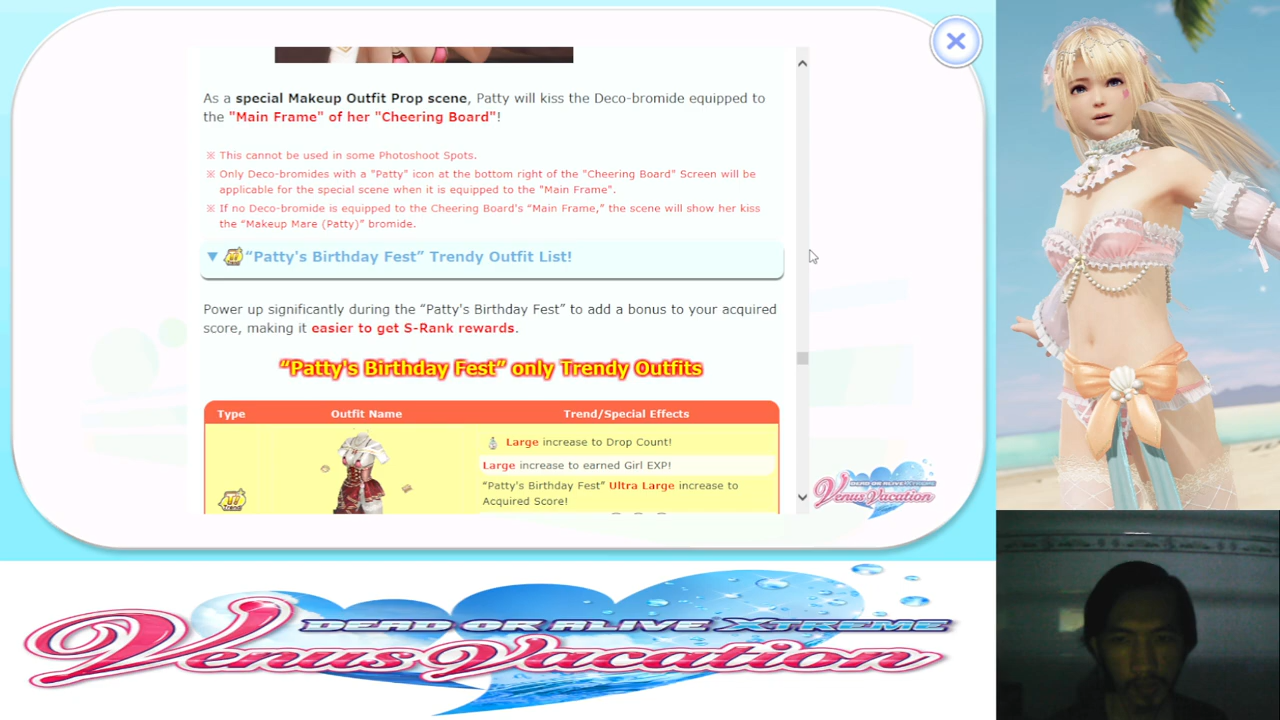 As a special Makeup Outfit Prop scene, Patty will kiss the Deco-bromide equipped to
the "Main Frame" of her "Cheering Board"!
※ This cannot be used in some Photoshoot Spots.
※ Only Deco-bromides with a "Patty" icon at the bottom right of the "Cheering Board" Screen will be
applicable for the special scene when it is equipped to the "Main Frame".
※ If no Deco-bromide is equipped to the Cheering Board's “Main Frame,” the scene will show her kiss
the “Makeup Mare (Patty)” bromide.
▼ “Patty's Birthday Fest” Trendy Outfit List!
Power up significantly during the “Patty's Birthday Fest” to add a bonus to your acquired
score, making it easier to get S-Rank rewards.
“Patty's Birthday Fest” only Trendy Outfits
Type Outfit Name Trend/Special Effects
Large increase to Drop Count!
Large increase to earned Girl EXP!
“Patty's Birthday Fest” Ultra Large increase to
Acquired Score!
Trend
DEAD OR ALIVE XTREME
Venus Vacation
DEAD OR ALIVE XTREME
Venus Vacation